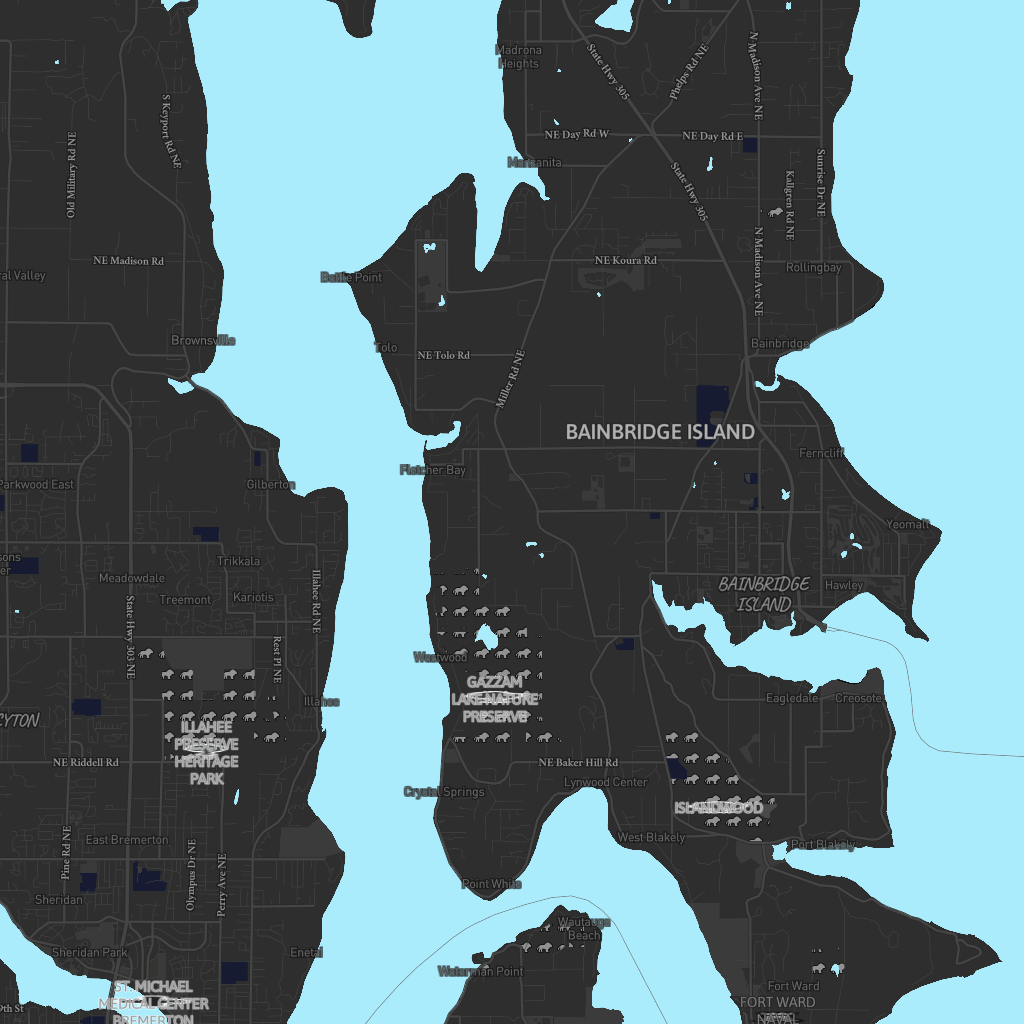 Madrona
Heights
State Hwy 305
Phelps Rd NE
N Madison Ave NE
S Keyport Rd NE
Old Military Rd NE
NE Day Rd W
NE Day Rd E
Manzanita
State Hwy 305
Kallgren Rd NE
Sunrise Dr NE
NE Madison Rd
NE Koura Rd
N Madison Ave NE
Rollingbay
ral Valley
Battle Point
Brownsville
Tolo
NE Tolo Rd
Miller Rd NE
Bainbridge
BAINBRIDGE ISLAND
Ferncliff
Fletcher Bay
Parkwood East
Gilberton
Yeomalt
sons
er
Trikkala
Meadowdale
Treemont
Kariotis
Illahee Rd NE
State Hwy 303 NE
Rest Pl NE
BAINBRIDGE
ISLAND
Hawley
Westwood
GAZZAM
LAKE NATURE
PRESERVE
Illahee
Eagledale
Creosote
CYTON
ILLAHEE
PRESERVE
HERITAGE
PARK
NE Riddell Rd
NE Baker Hill Rd
Lynwood Center
Crystal Springs
ISLANDWOOD
West Blakely
Port Blakely
East Bremerton
Pine Rd NE
Olympus Dr NE
Perry Ave NE
Sheridan
Point White
Wautauga
Beach
Sheridan Park
Enetai
Waterman Point
Fort Ward
ST. MICHAEL
MEDICAL CENTER
BREMERTON
9th St
FORT WARD
NAVAL